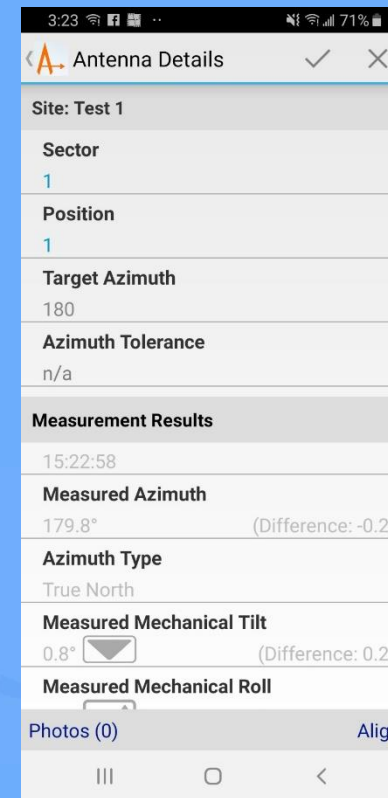 3:23 71%
Antenna Details
Site: Test 1
Sector
1
Position
1
Target Azimuth
180
Azimuth Tolerance
n/a
Measurement Results
15:22:58
Measured Azimuth
179.8° (Difference: -0.2
Azimuth Type
True North
Measured Mechanical Tilt
0.8° (Difference: 0.2
Measured Mechanical Roll
Photos (0) Alig